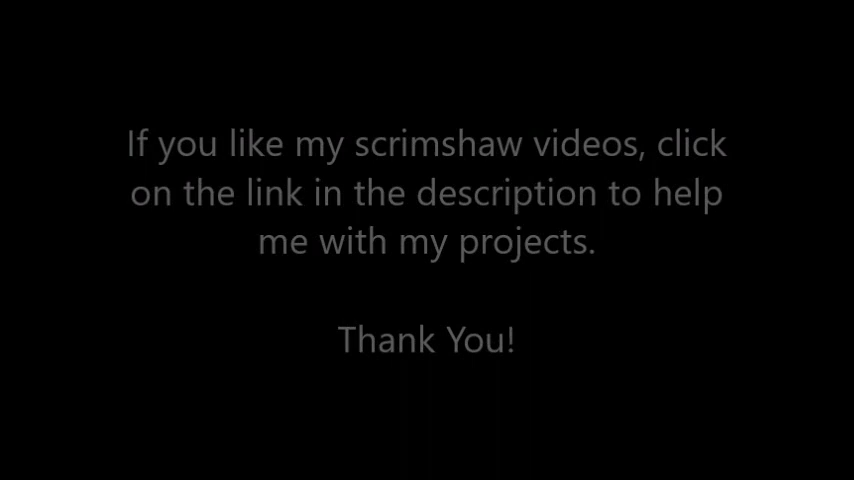 If you like my scrimshaw videos, click
on the link in the description to help
me with my projects.
Thank You!